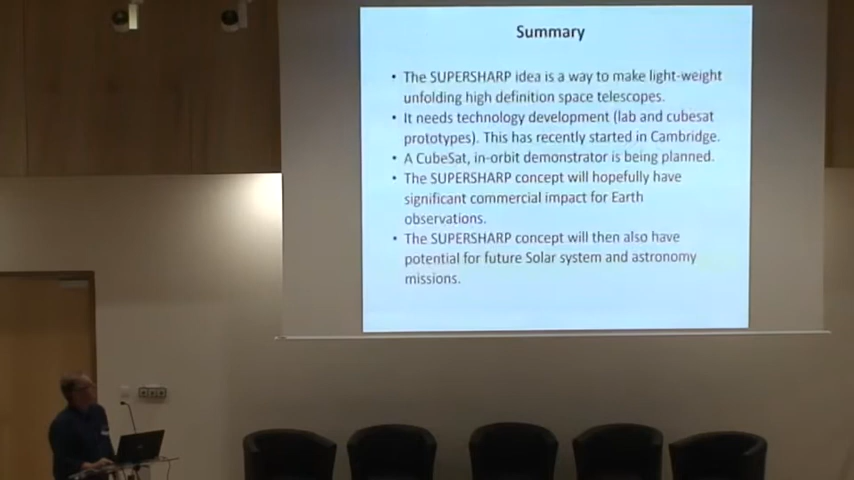 Summary
• The SUPERSHARP idea is a way to make light-weight
unfolding high definition space telescopes.
• It needs technology development (lab and cubesat
prototypes). This has recently started in Cambridge.
• A CubeSat, in-orbit demonstrator is being planned.
• The SUPERSHARP concept will hopefully have
significant commercial impact for Earth
observations.
• The SUPERSHARP concept will then also have
potential for future Solar system and astronomy
missions.